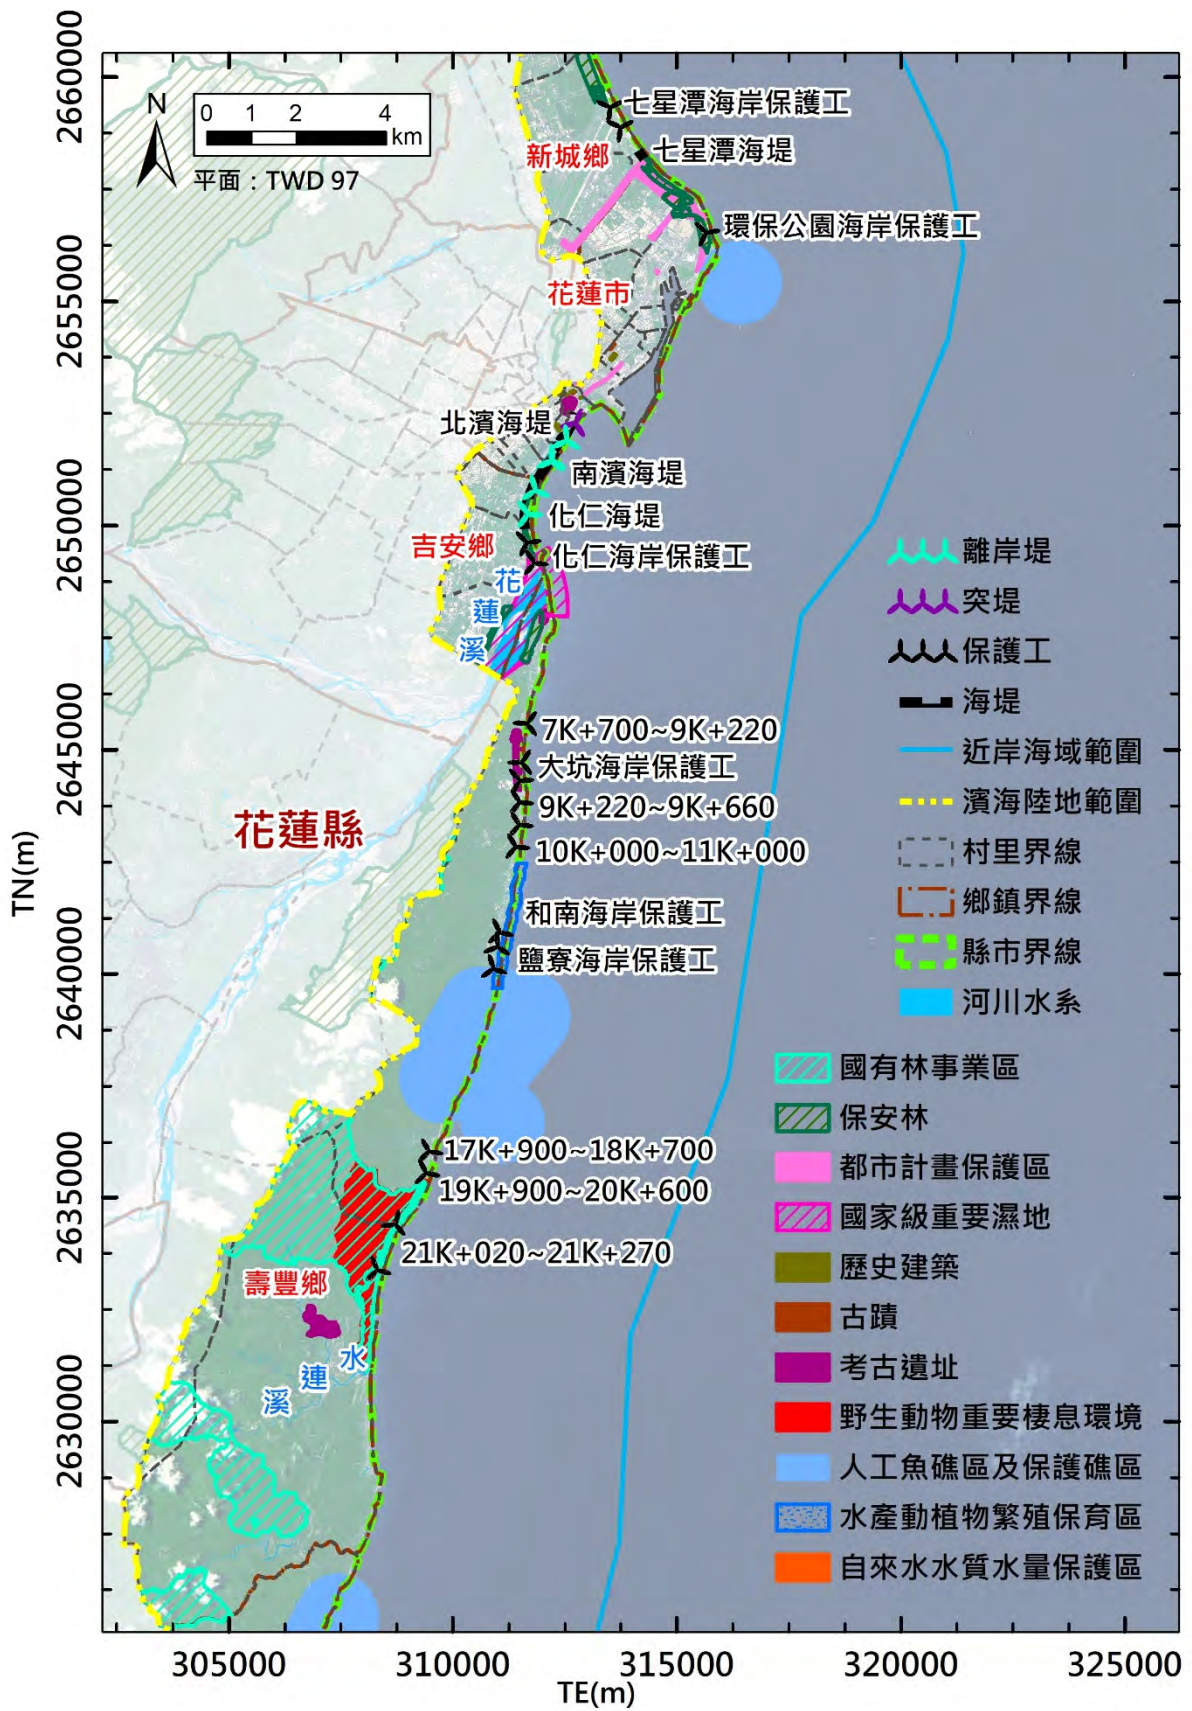 N
0 1 2 4
km
平面：TWD 97
七星潭海岸保護工
新城鄉
七星潭海堤
環保公園海岸保護工
花蓮市
北濱海堤
南濱海堤
化仁海堤
吉安鄉
化仁海岸保護工
花
蓮
溪
7K+700~9K+220
大坑海岸保護工
9K+220~9K+660
花蓮縣
10K+000~11K+000
和南海岸保護工
鹽寮海岸保護工
17K+900~18K+700
19K+900~20K+600
21K+020~21K+270
壽豐鄉
水
連
溪
離岸堤
突堤
保護工
海堤
近岸海域範圍
濱海陸地範圍
村里界線
鄉鎮界線
縣市界線
河川水系
國有林事業區
保安林
都市計畫保護區
國家級重要濕地
歷史建築
古蹟
考古遺址
野生動物重要棲息環境
人工魚礁區及保護礁區
水產動植物繁殖保育區
自來水水質水量保護區
TN(m)
2660000
2655000
2650000
2645000
2640000
2635000
2630000
305000 310000 315000 320000 325000
TE(m)